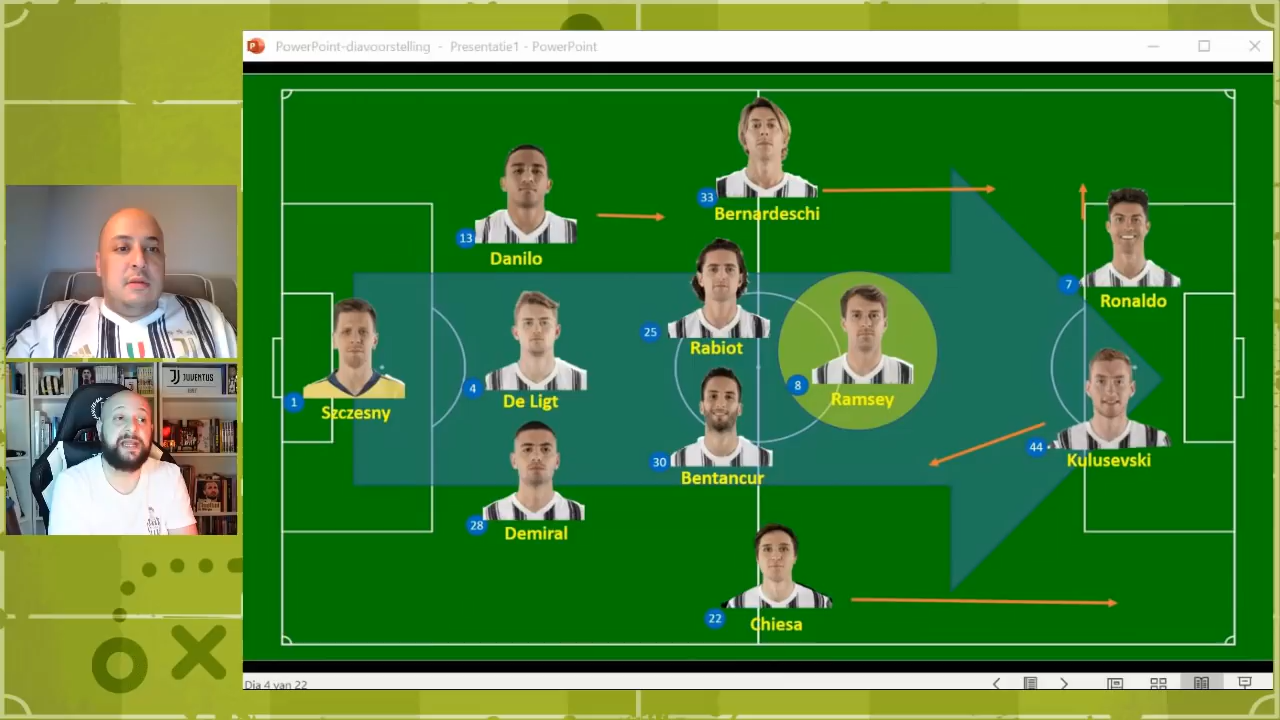 PowerPoint-diavoorstelling - Presentatie1 - PowerPoint
33
Bernardeschi
13
Danilo
7
Ronaldo
25
Rabiot
1
Szczesny
4
De Ligt
8
Ramsey
44
Kulusevski
30
Bentancur
28
Demiral
22
Chiesa
JUVENTUS
Dia 4 van 22